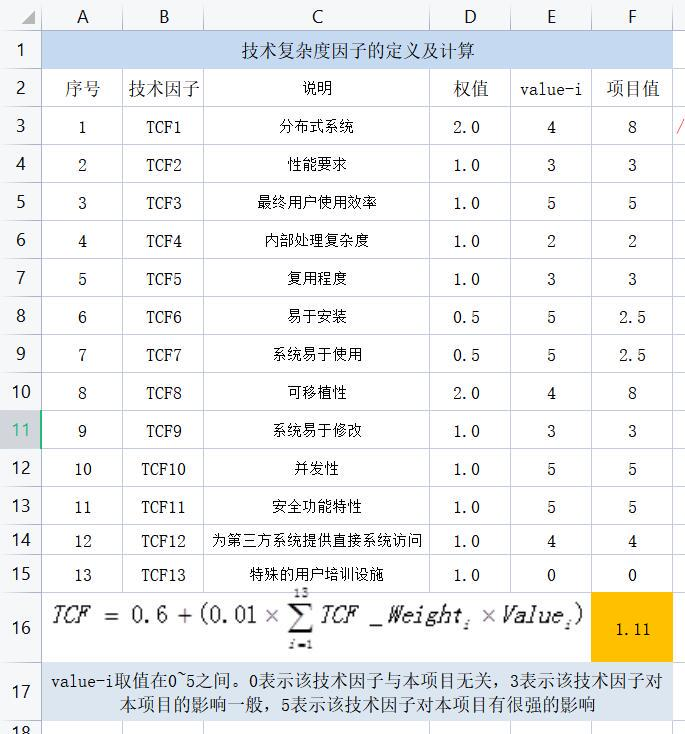 A B C D E F
1 技术复杂度因子的定义及计算
2 序号 技术因子 说明 权值 value-i 项目值
3 1 TCF1 分布式系统 2.0 4 8
4 2 TCF2 性能要求 1.0 3 3
5 3 TCF3 最终用户使用效率 1.0 5 5
6 4 TCF4 内部处理复杂度 1.0 2 2
7 5 TCF5 复用程度 1.0 3 3
8 6 TCF6 易于安装 0.5 5 2.5
9 7 TCF7 系统易于使用 0.5 5 2.5
10 8 TCF8 可移植性 2.0 4 8
11 9 TCF9 系统易于修改 1.0 3 3
12 10 TCF10 并发性 1.0 5 5
13 11 TCF11 安全功能特性 1.0 5 5
14 12 TCF12 为第三方系统提供直接系统访问 1.0 4 4
15 13 TCF13 特殊的用户培训设施 1.0 0 0
16 TCF = 0.6 + (0.01 × ∑ i=1 13 TCF _Weight i × Value i) 1.11
17 value-i取值在0~5之间。0表示该技术因子与本项目无关，3表示该技术因子对
本项目的影响一般，5表示该技术因子对本项目有很强的影响
18